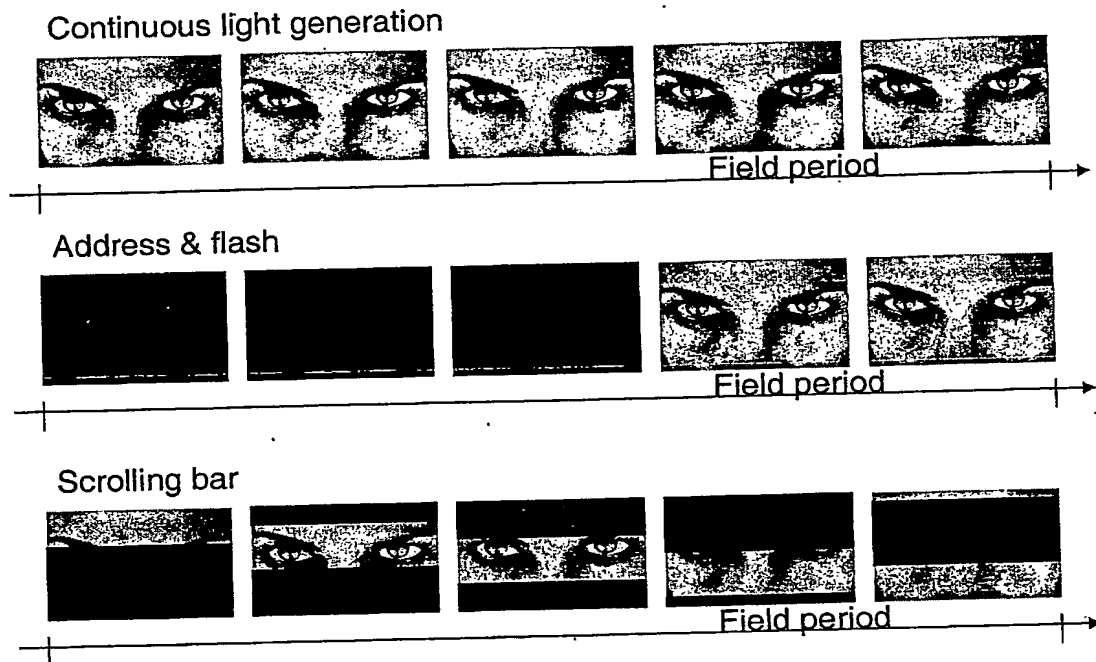 Continuous light generation
Field period
Address & flash
Field period
Scrolling bar
Field period